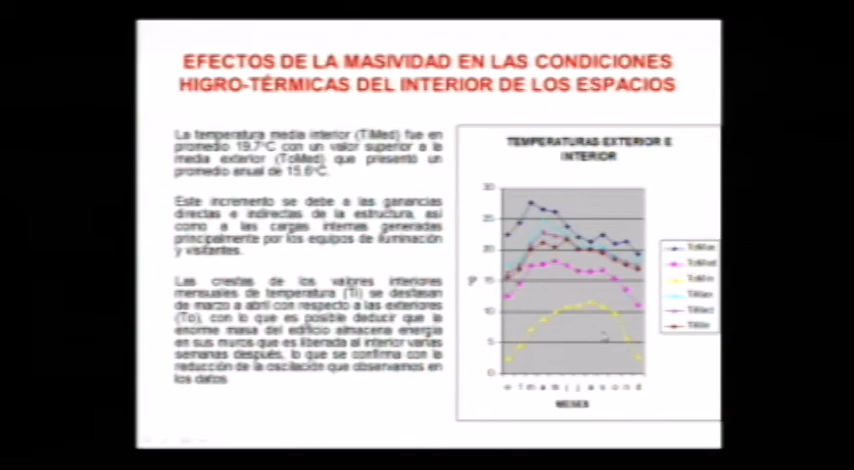 EFECTOS DE LA MASIVIDAD EN LAS CONDICIONES
HIGRO-TÉRMICAS DEL INTERIOR DE LOS ESPACIOS
La temperatura media interior (TiMed) fue en
promedio 19.7°C con un valor superior a la
media exterior (ToMed) que presentó un
promedio anual de 15.6°C.
Este incremento se debe a las ganancias
directas e indirectas de la estructura, así
como a las cargas internas generadas
principalmente por los equipos de iluminación
y visitantes.
Las crestas de los valores interiores
mensuales de temperatura (Ti) se desfasan
de marzo a abril con respecto a las exteriores
(To), con lo que es posible deducir que la
enorme masa del edificio almacena energía
en sus muros que es liberada al interior varias
semanas después, lo que se confirma con la
reducción de la oscilación que observamos en
los datos
TEMPERATURAS EXTERIOR E
INTERIOR
30
25
20
15
10
5
0
e f m a m j j a s o n d
MESES
ToMax
ToMed
ToMin
TiMax
TiMed
TiMin